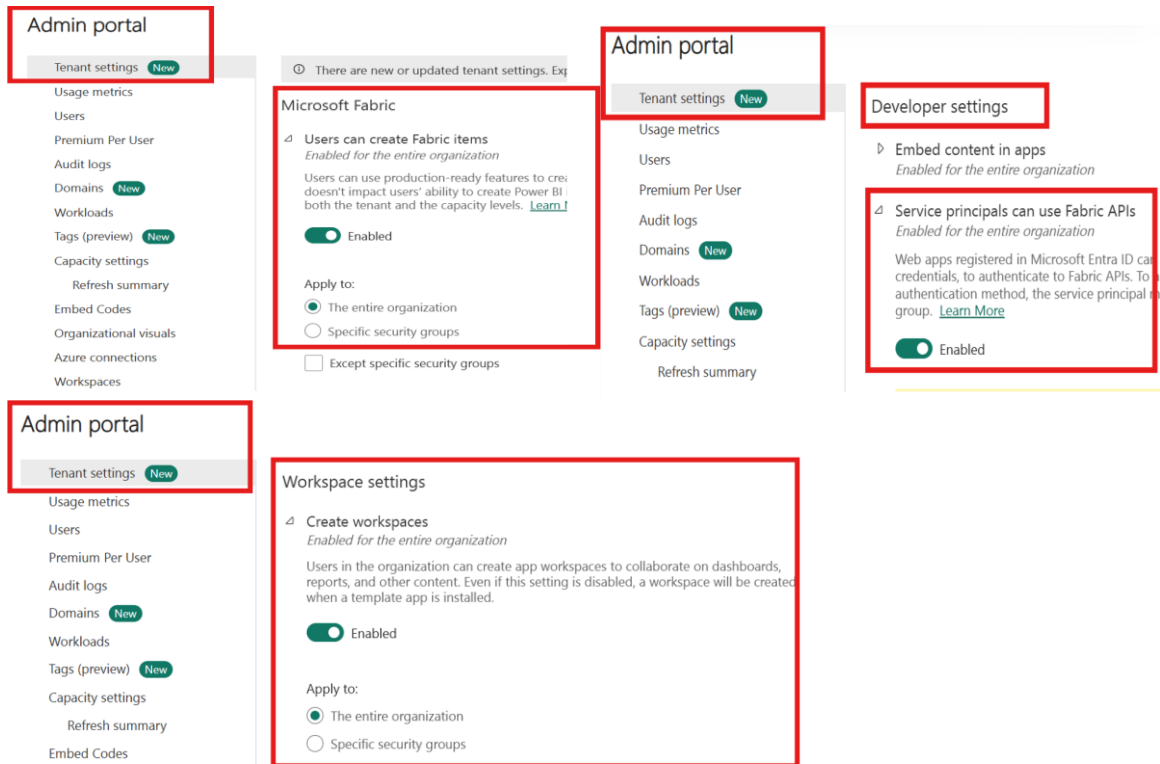 Admin portal
Tenant settings New
Usage metrics
Users
Premium Per User
Audit logs
Domains New
Workloads
Tags (preview) New
Capacity settings
Refresh summary
Embed Codes
Organizational visuals
Azure connections
Workspaces
There are new or updated tenant settings.
Microsoft Fabric
Users can create Fabric items
Enabled for the entire organization
Users can use production-ready features to
doesn't impact users' ability to create Power BI
both the tenant and the capacity levels. Learn
Enabled
Apply to:
The entire organization
Specific security groups
Except specific security groups
Admin portal
Tenant settings New
Usage metrics
Users
Premium Per User
Audit logs
Domains New
Workloads
Tags (preview) New
Capacity settings
Refresh summary
Developer settings
Embed content in apps
Enabled for the entire organization
Service principals can use Fabric APIs
Enabled for the entire organization
Web apps registered in Microsoft Entra ID
credentials, to authenticate to Fabric APIs. To
authentication method, the service principal
group. Learn More
Enabled
Admin portal
Tenant settings New
Usage metrics
Users
Premium Per User
Audit logs
Domains New
Workloads
Tags (preview) New
Capacity settings
Refresh summary
Embed Codes
Workspace settings
Create workspaces
Enabled for the entire organization
Users in the organization can create app workspaces to collaborate on dashboards,
reports, and other content. Even if this setting is disabled, a workspace will be created
when a template app is installed.
Enabled
Apply to:
The entire organization
Specific security groups